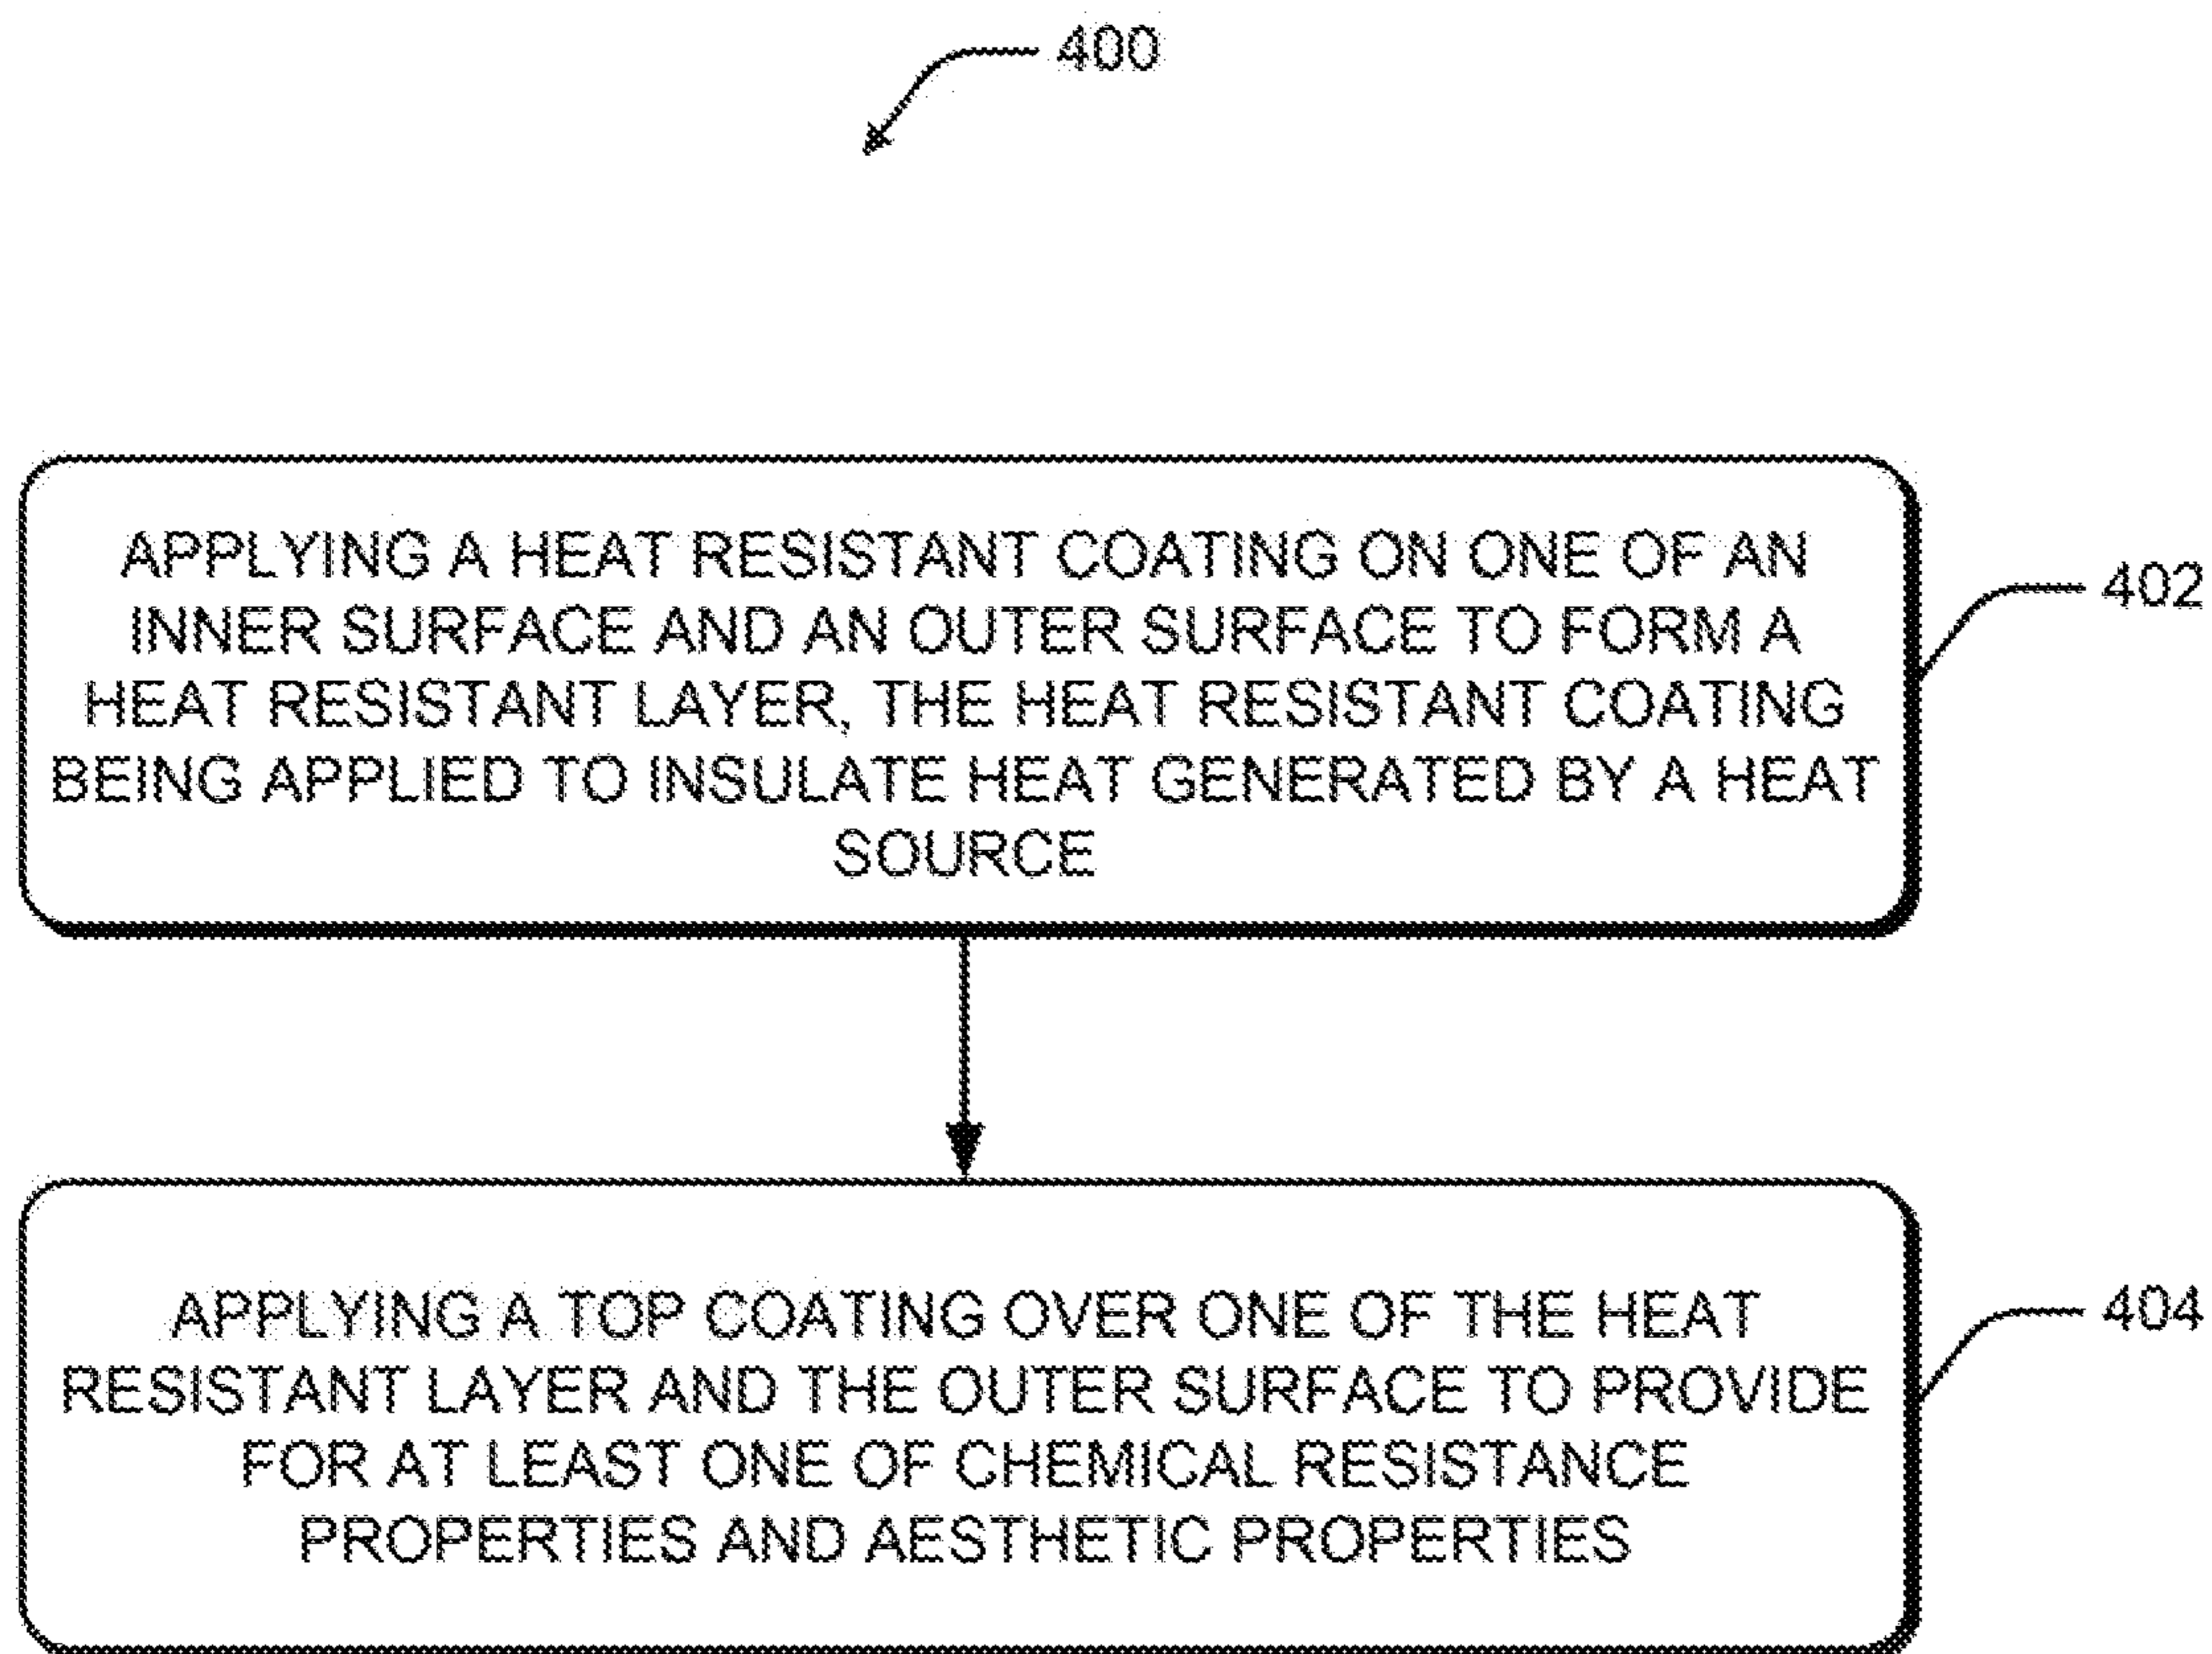 400
APPLYING A HEAT RESISTANT COATING ON ONE OF AN
INNER SURFACE AND AN OUTER SURFACE TO FORM A
HEAT RESISTANT LAYER, THE HEAT RESISTANT COATING
BEING APPLIED TO INSULATE HEAT GENERATED BY A HEAT
SOURCE
402
APPLYING A TOP COATING OVER ONE OF THE HEAT
RESISTANT LAYER AND THE OUTER SURFACE TO PROVIDE
FOR AT LEAST ONE OF CHEMICAL RESISTANCE
PROPERTIES AND AESTHETIC PROPERTIES
404